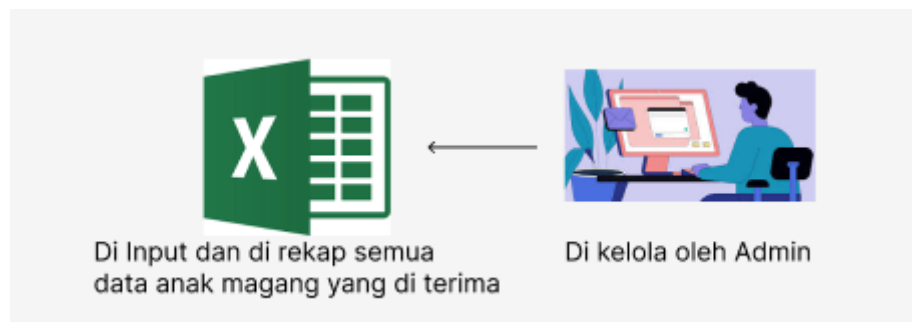 X
Di Input dan di rekap semua
data anak magang yang di terima
Di kelola oleh Admin